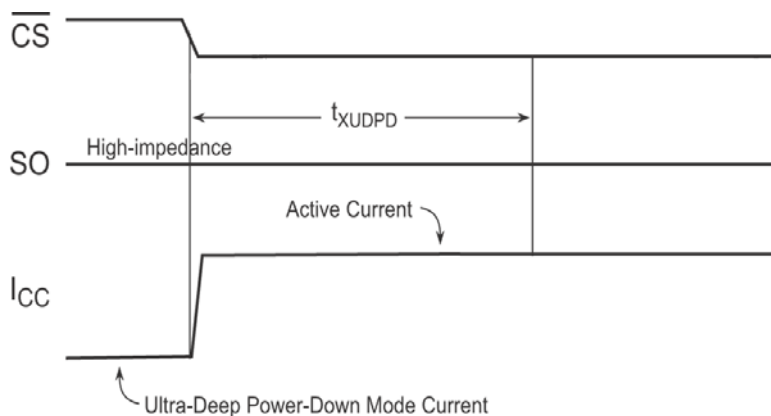 CS
tXUDPD
High-impedance
SO
Active Current
ICC
Ultra-Deep Power-Down Mode Current